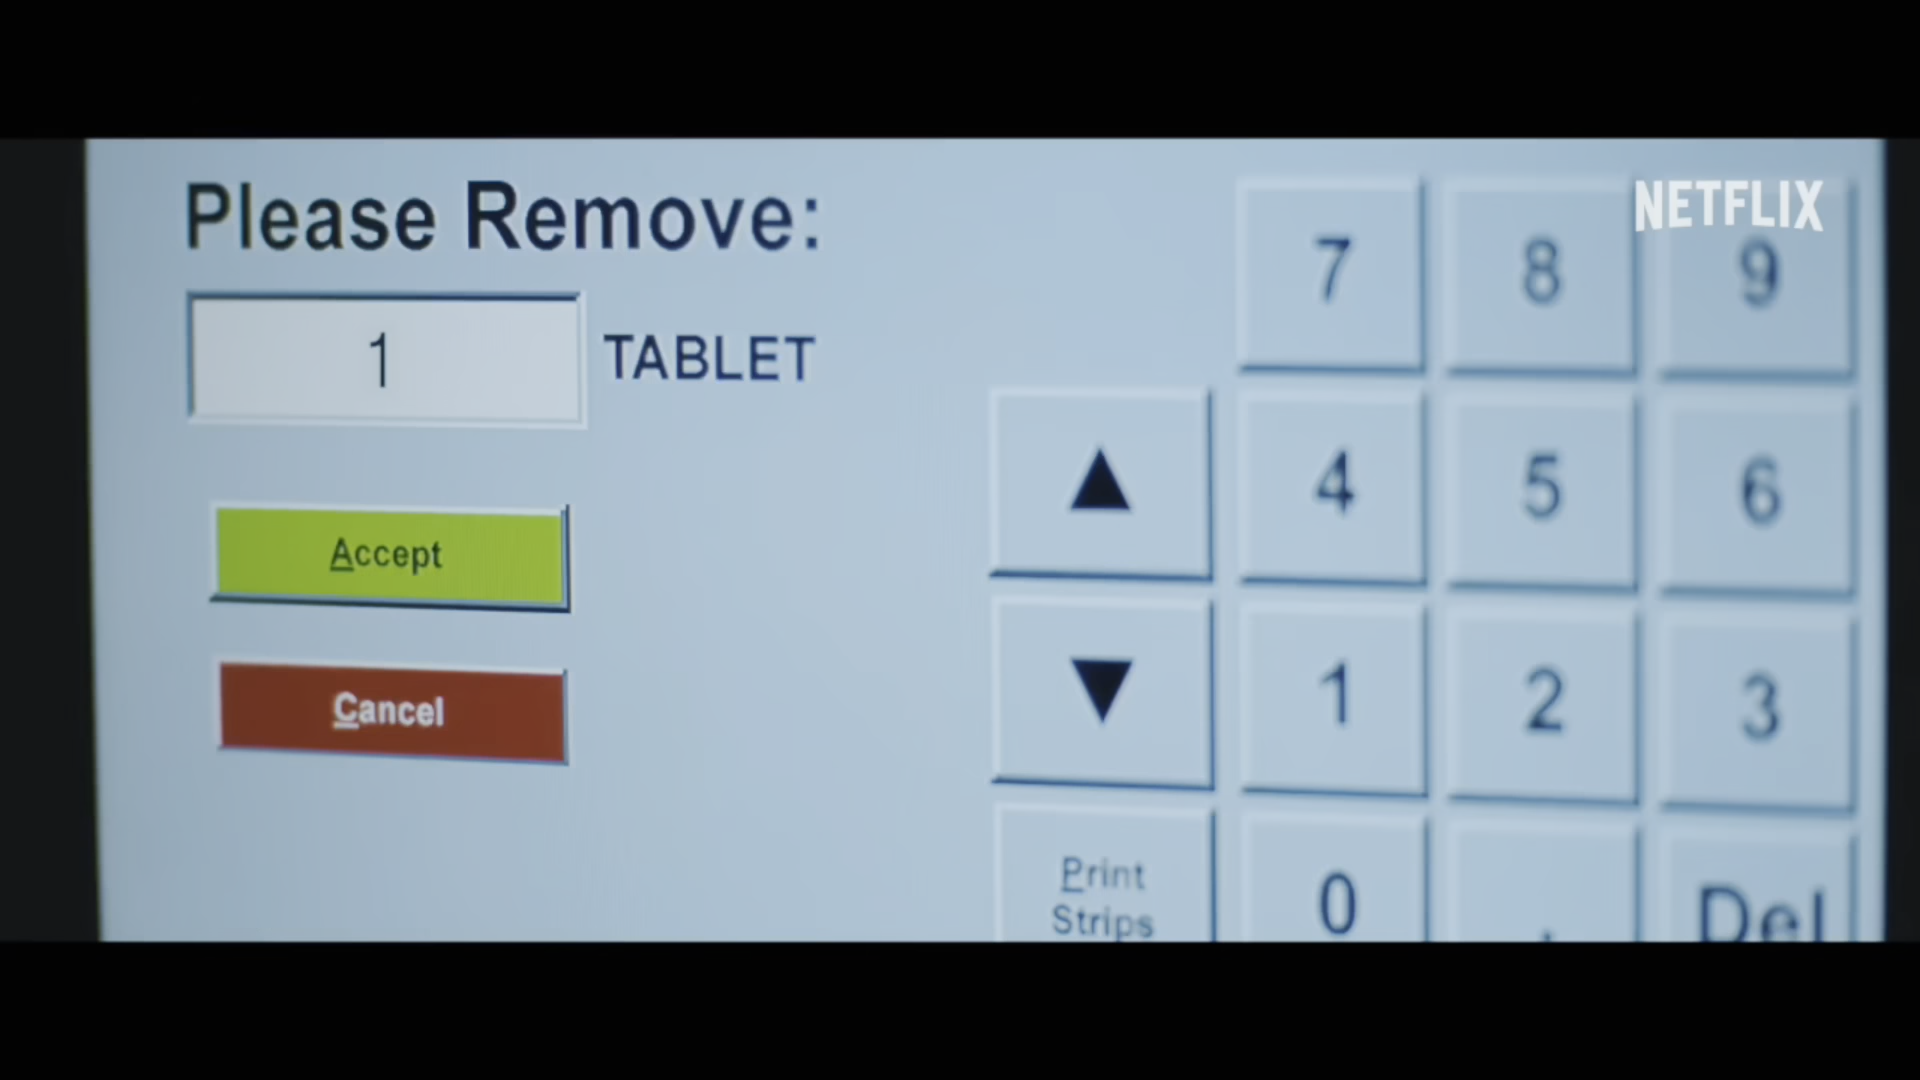 Please Remove:
1 TABLET
Accept
Cancel
NETFLIX
7 8 9
4 5 6
1 2 3
Print
Strips
0 . Del